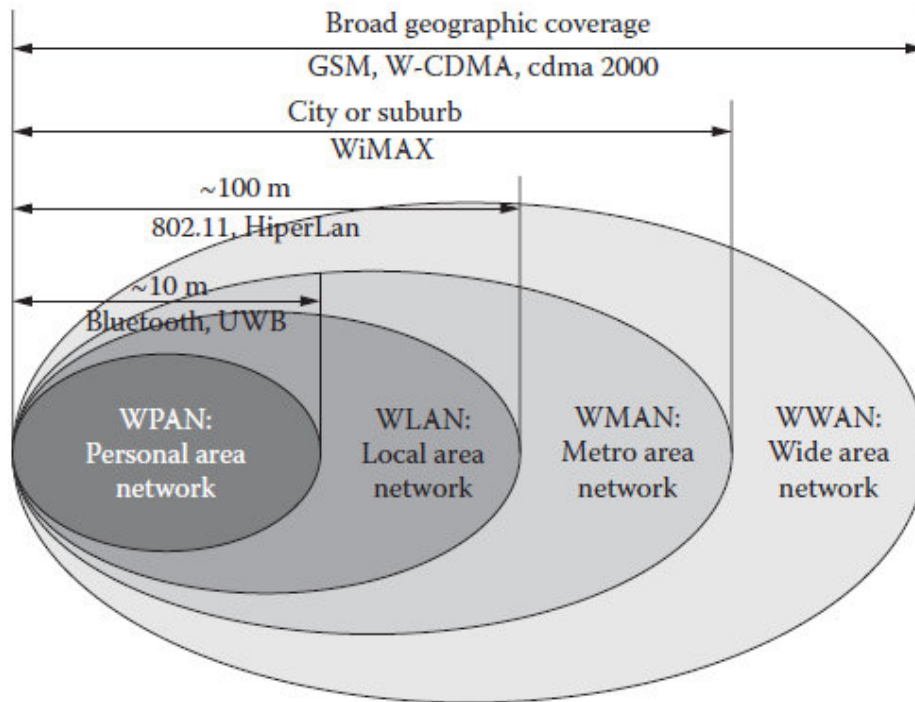 Broad geographic coverage
GSM, W-CDMA, cdma 2000
City or suburb
WiMAX
~100 m
802.11, HiperLan
~10 m
Bluetooth, UWB
WPAN:
Personal area
network
WLAN:
Local area
network
WMAN:
Metro area
network
WWAN:
Wide area
network